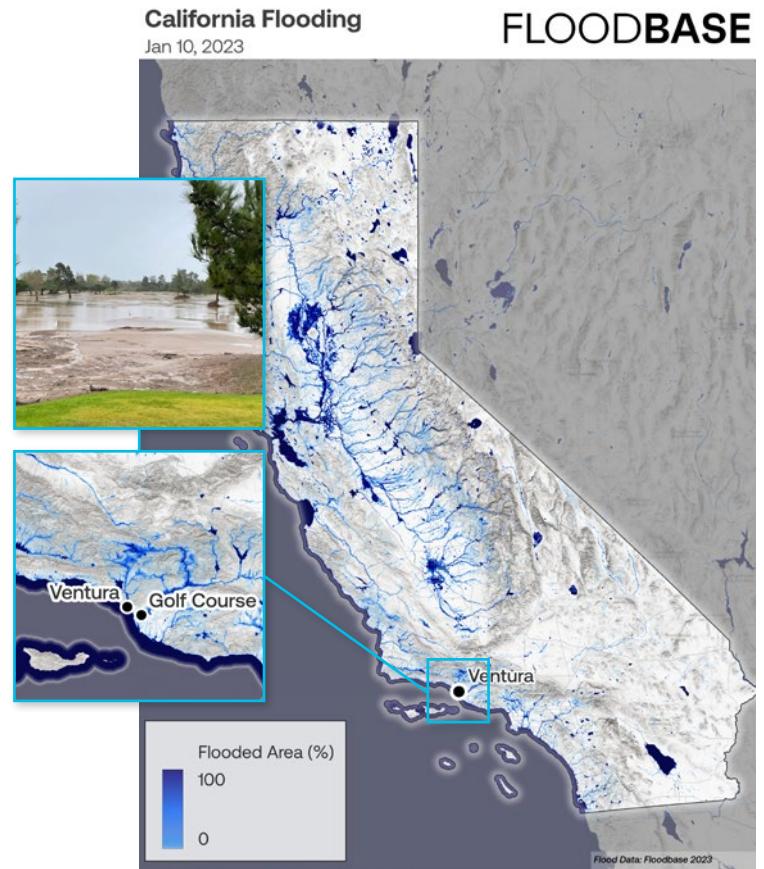 California Flooding
Jan 10, 2023
FLOODBASE
Ventura
Golf Course
Ventura
Flooded Area (%)
100
0
Flood Data: Floodbase 2023